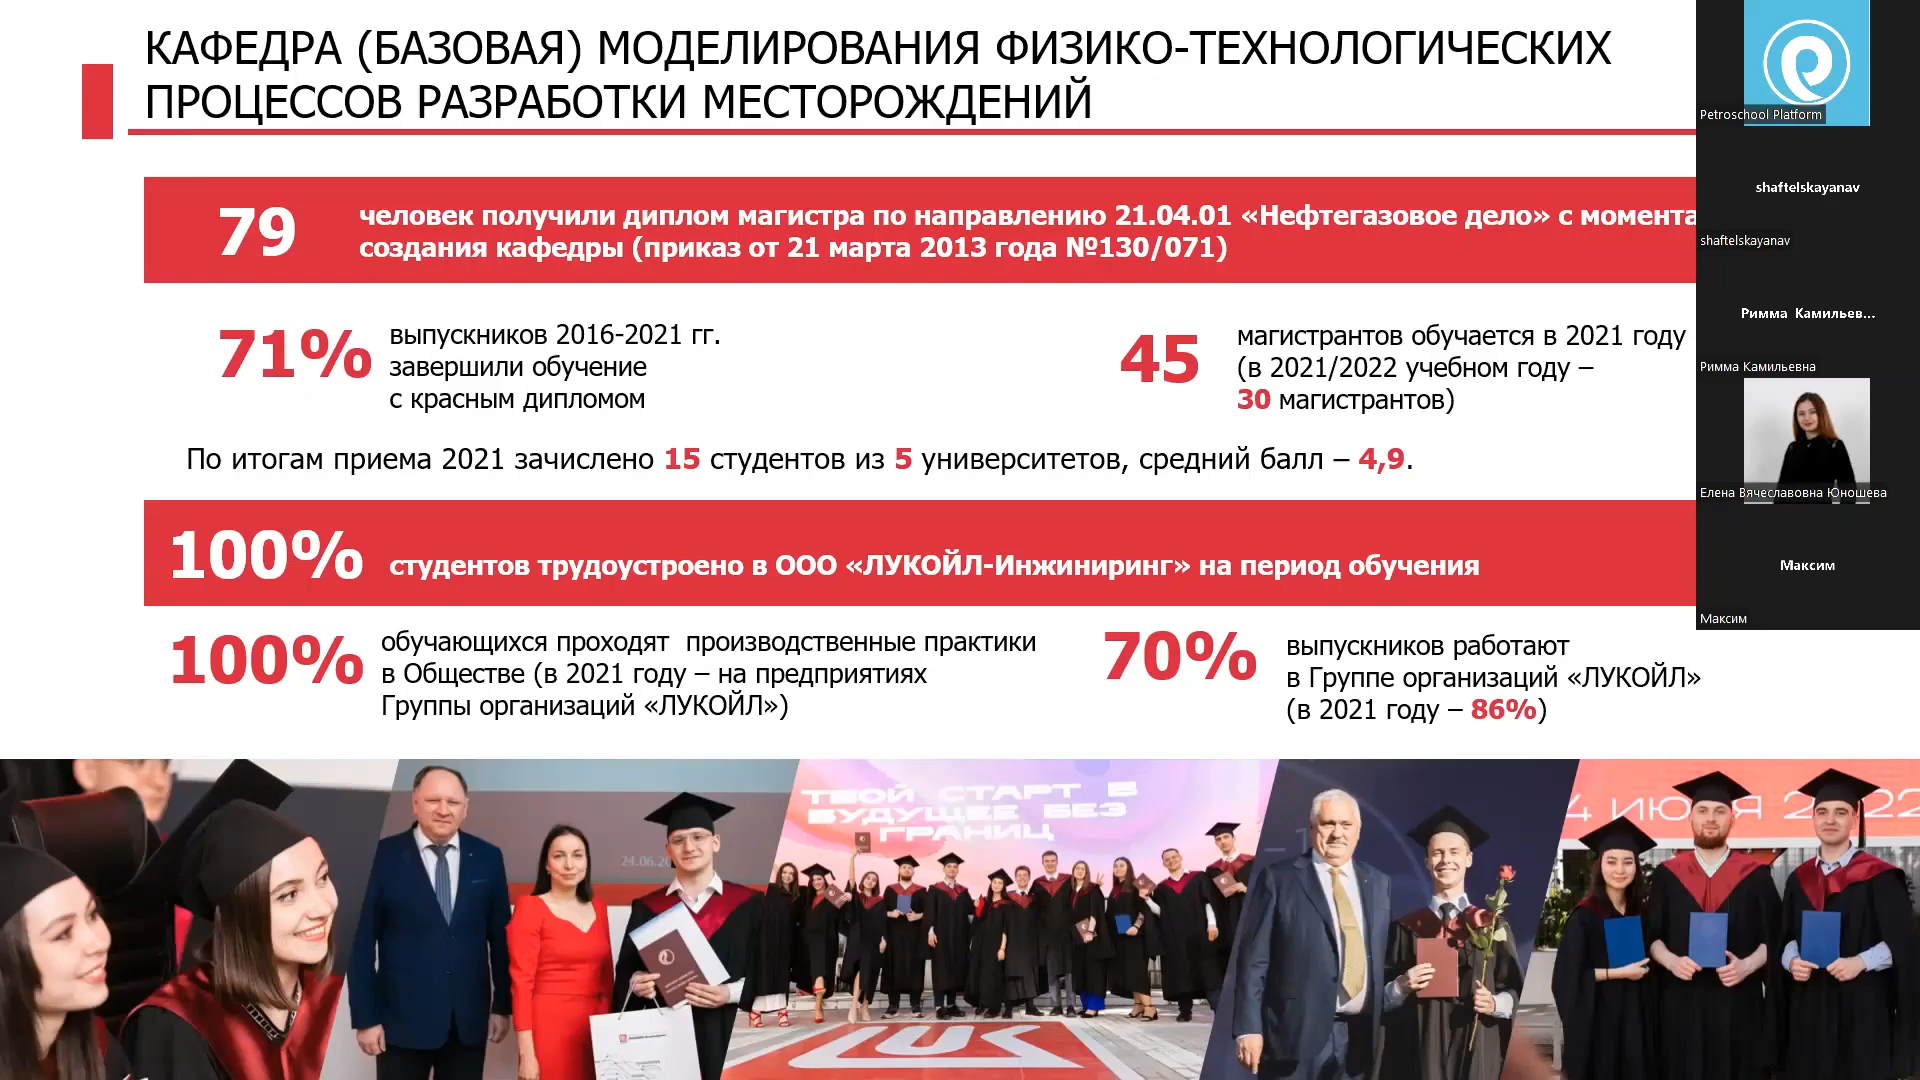 КАФЕДРА (БАЗОВАЯ) МОДЕЛИРОВАНИЯ ФИЗИКО-ТЕХНОЛОГИЧЕСКИХ
ПРОЦЕССОВ РАЗРАБОТКИ МЕСТОРОЖДЕНИЙ
79
человек получили диплом магистра по направлению 21.04.01 «Нефтегазовое дело» с момента
создания кафедры (приказ от 21 марта 2013 года №130/071)
71%
выпускников 2016-2021 гг.
завершили обучение
с красным дипломом
45
магистрантов обучается в 2021 году
(в 2021/2022 учебном году –
30 магистрантов)
По итогам приема 2021 зачислено 15 студентов из 5 университетов, средний балл – 4,9.
100%
студентов трудоустроено в ООО «ЛУКОЙЛ-Инжиниринг» на период обучения
100%
обучающихся проходят производственные практики
в Обществе (в 2021 году – на предприятиях
Группы организаций «ЛУКОЙЛ»)
70%
выпускников работают
в Группе организаций «ЛУКОЙЛ»
(в 2021 году – 86%)
Petroschool Platform
shaftelskayanav
shaftelskayanav
Римма Камильев...
Римма Камильевна
Елена Вячеславовна Юношева
Максим
Максим
24.06.20
ТВОЙ СТАРТ В
БУДУЩЕЕ БЕЗ
ГРАНИЦ
4 ИЮНЯ 2022